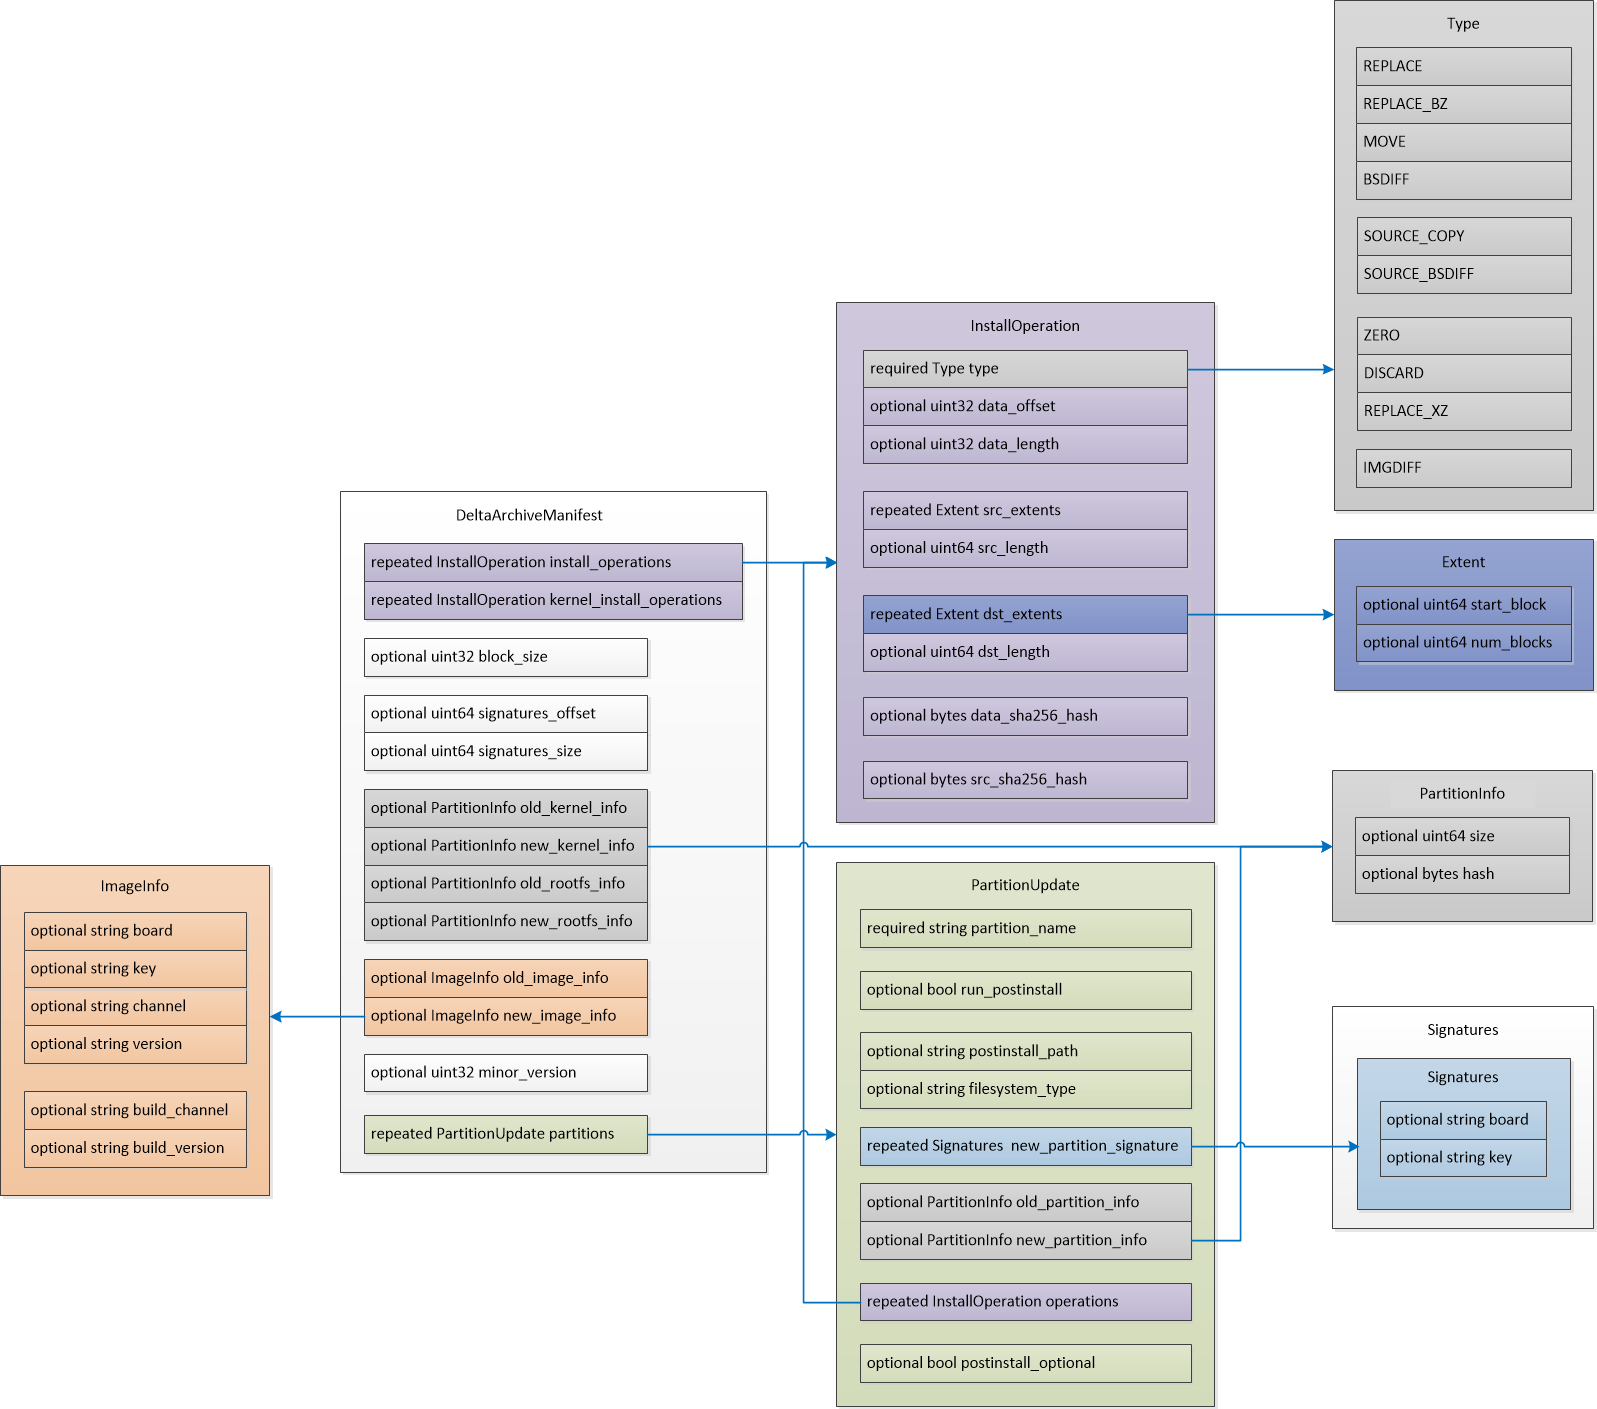 Type
REPLACE
REPLACE_BZ
MOVE
BSDIFF
SOURCE_COPY
SOURCE_BSDIFF
ZERO
DISCARD
REPLACE_XZ
IMGDIFF
InstallOperation
required Type type
optional uint32 data_offset
optional uint32 data_length
repeated Extent src_extents
optional uint64 src_length
repeated Extent dst_extents
optional uint64 dst_length
optional bytes data_sha256_hash
optional bytes src_sha256_hash
DeltaArchiveManifest
repeated InstallOperation install_operations
repeated InstallOperation kernel_install_operations
optional uint32 block_size
optional uint64 signatures_offset
optional uint64 signatures_size
optional PartitionInfo old_kernel_info
optional PartitionInfo new_kernel_info
optional PartitionInfo old_rootfs_info
optional PartitionInfo new_rootfs_info
optional ImageInfo old_image_info
optional ImageInfo new_image_info
optional uint32 minor_version
repeated PartitionUpdate partitions
Extent
optional uint64 start_block
optional uint64 num_blocks
PartitionInfo
optional uint64 size
optional bytes hash
ImageInfo
optional string board
optional string key
optional string channel
optional string version
optional string build_channel
optional string build_version
PartitionUpdate
required string partition_name
optional bool run_postinstall
optional string postinstall_path
optional string filesystem_type
repeated Signatures new_partition_signature
optional PartitionInfo old_partition_info
optional PartitionInfo new_partition_info
repeated InstallOperation operations
optional bool postinstall_optional
Signatures
Signatures
optional string board
optional string key